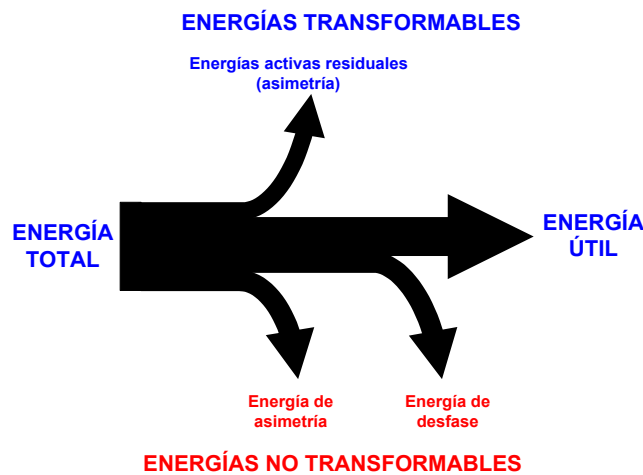 ENERGÍAS TRANSFORMABLES
Energías activas residuales
(asimetría)
ENERGÍA
TOTAL
ENERGÍA
ÚTIL
Energía de
asimetría
Energía de
desfase
ENERGÍAS NO TRANSFORMABLES